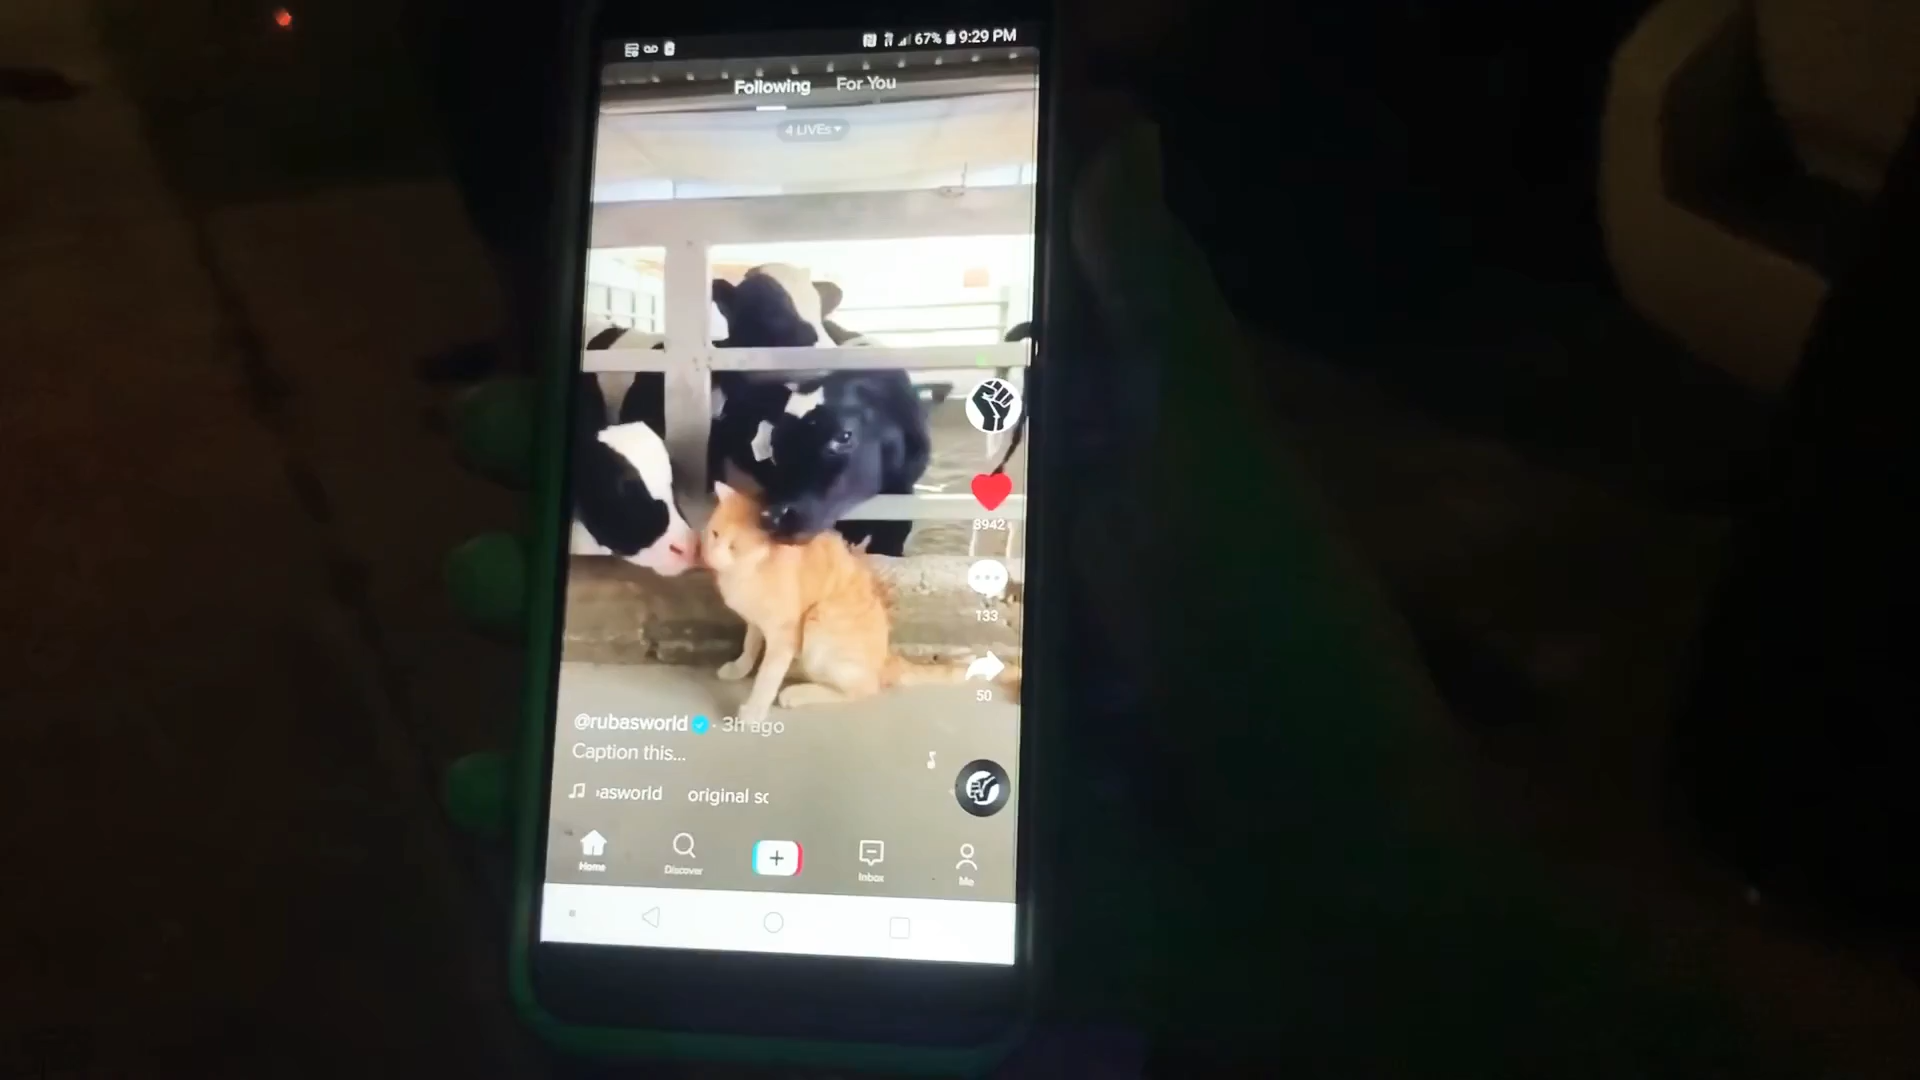 67% 9:29 PM
Following For You
4 LIVEs
8942
133
50
@rubasworld · 3h ago
Caption this...
asworld original so
Home Discover Inbox Me